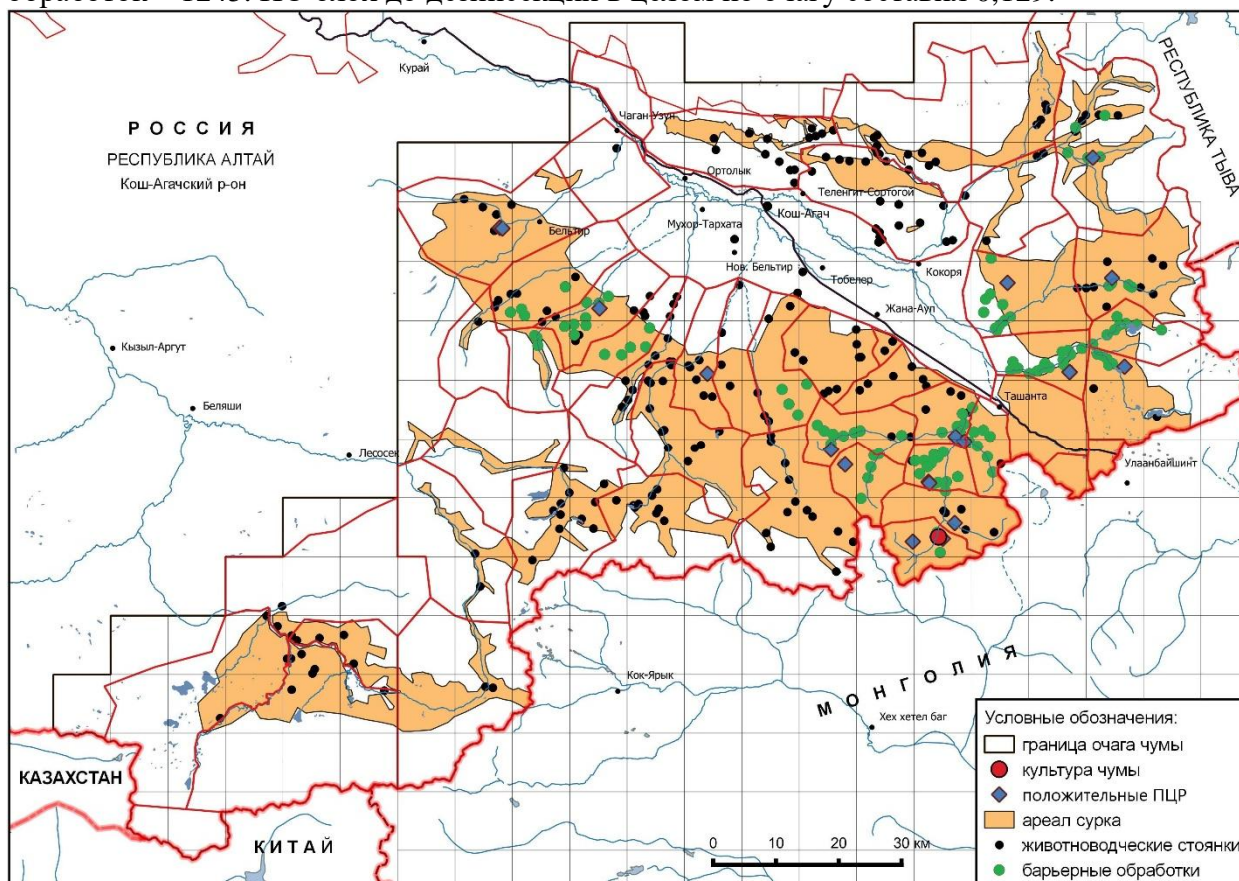 РЕСПУБЛИКА ТЫВА
Курай
РОССИЯ
Чаган-Узун
РЕСПУБЛИКА АЛТАЙ
Кош-Агачский р-он
Ортолык
Теленгит-Сортогой
Кош-Агач
Мухор-Тархата
Бельтир
Нов. Бельтир
Тобелер
Кокоря
Жана-Аул
Кызыл-Аргут
Беляши
Ташанта
Лесосек
Улаанбайшинт
Кок-Ярык
МОНГОЛИЯ
Хех хетел баг
КАЗАХСТАН
КИТАЙ
0 10 20 30 км
Условные обозначения:
граница очага чумы
культура чумы
положительные ПЦР
ареал сурка
животноводческие стоянки
барьерные обработки